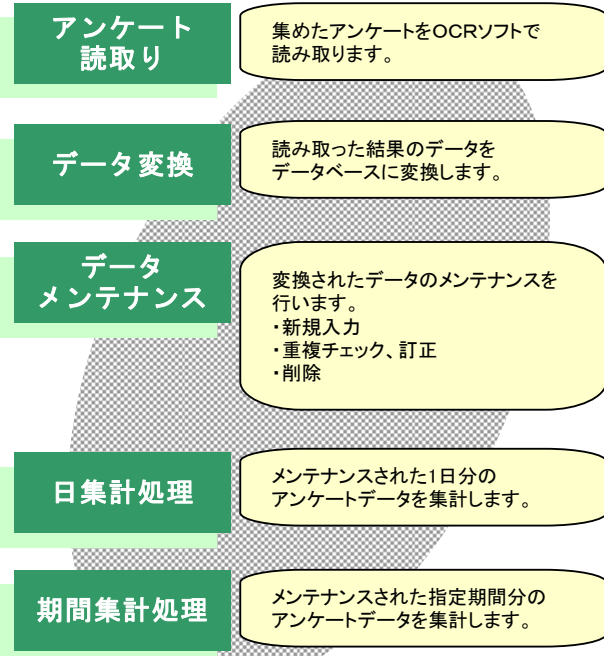 アンケート
読取り
集めたアンケートをOCRソフトで
読み取ります。
データ変換
読み取った結果のデータを
データベースに変換します。
データ
メンテナンス
変換されたデータのメンテナンスを
行います。
・新規入力
・重複チェック、訂正
・削除
日集計処理
メンテナンスされた1日分の
アンケートデータを集計します。
期間集計処理
メンテナンスされた指定期間分の
アンケートデータを集計します。